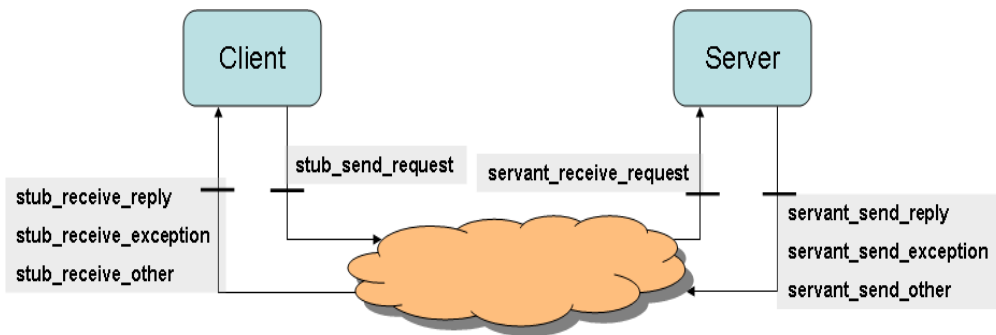 Client
Server
stub_send_request
servant_receive_request
stub_receive_reply
stub_receive_exception
stub_receive_other
servant_send_reply
servant_send_exception
servant_send_other